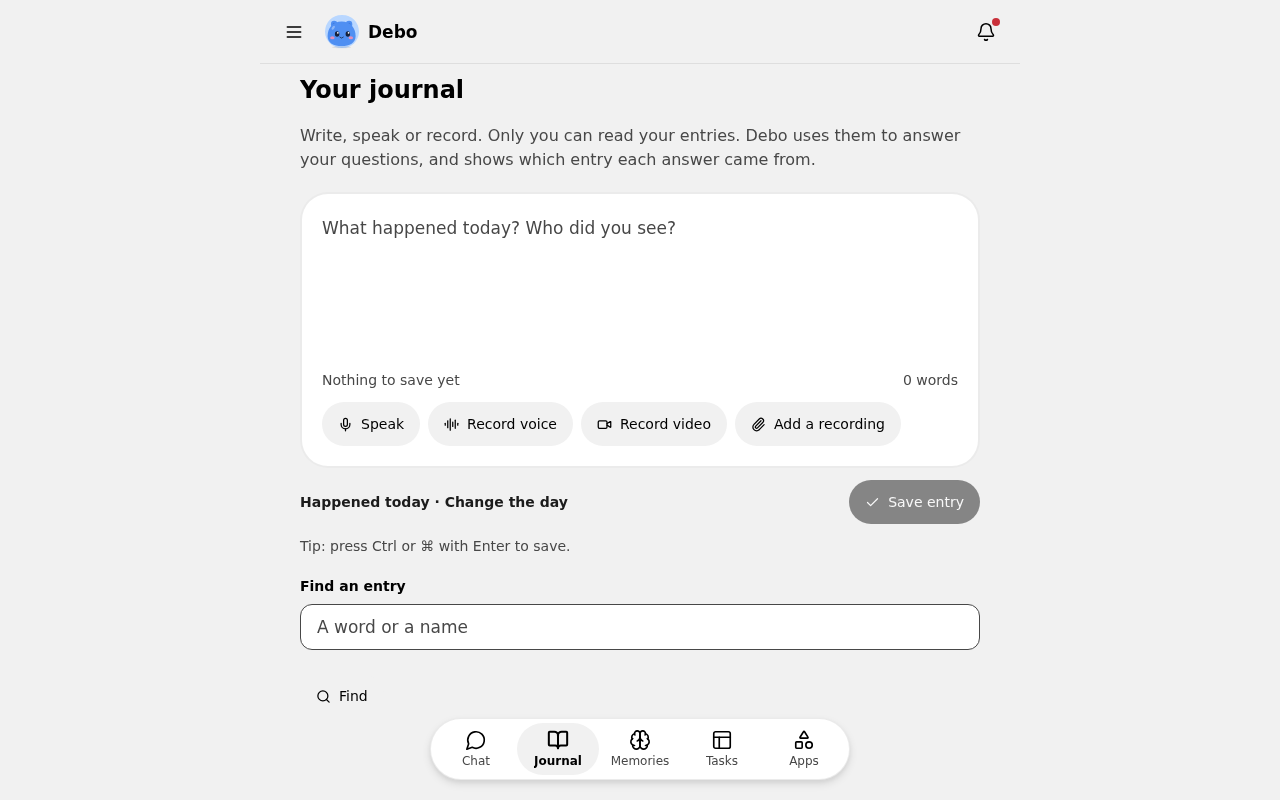 Debo
Your journal
Write, speak or record. Only you can read your entries. Debo uses them to answer
your questions, and shows which entry each answer came from.
What happened today? Who did you see?
Nothing to save yet
0 words
Speak
Record voice
Record video
Add a recording
Happened today · Change the day
Save entry
Tip: press Ctrl or ⌘ with Enter to save.
Find an entry
A word or a name
Find
Chat
Journal
Memories
Tasks
Apps